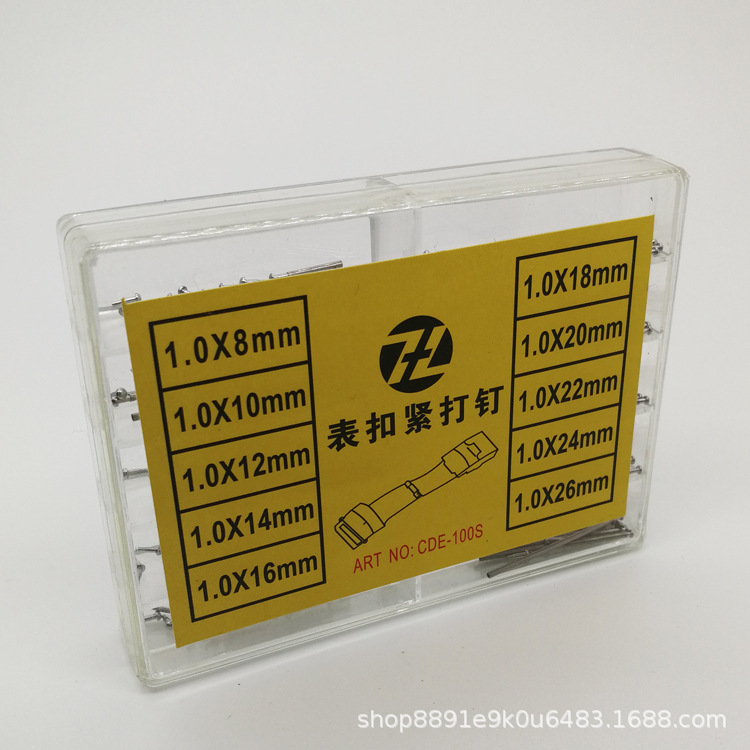 1.0X8mm
1.0X10mm
1.0X12mm
1.0X14mm
1.0X16mm
表扣紧打钉
ART NO: CDE-100S
1.0X18mm
1.0X20mm
1.0X22mm
1.0X24mm
1.0X26mm
shop8891e9k0u6483.1688.com